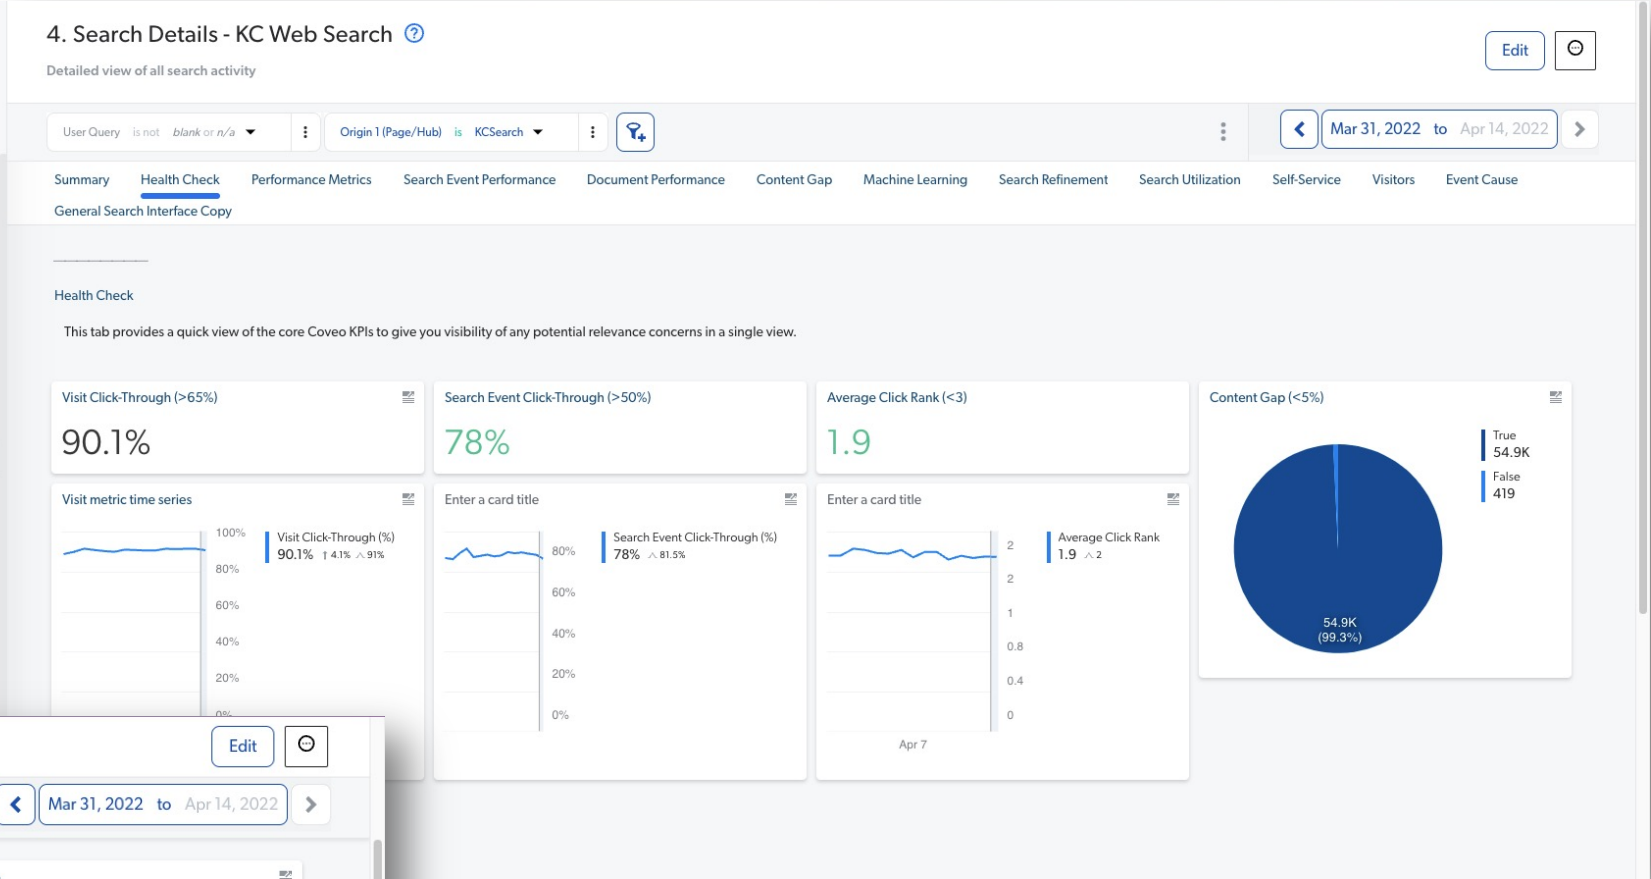 4. Search Details - KC Web Search
Detailed view of all search activity
Edit
User Query is not blank or n/a
Origin 1 (Page/Hub) is KCSearch
Mar 31, 2022 to Apr 14, 2022
Summary Health Check Performance Metrics Search Event Performance Document Performance Content Gap Machine Learning Search Refinement Search Utilization Self-Service Visitors Event Cause
General Search Interface Copy
Health Check
This tab provides a quick view of the core Coveo KPIs to give you visibility of any potential relevance concerns in a single view.
Visit Click-Through (>65%)
90.1%
Search Event Click-Through (>50%)
78%
Average Click Rank (<3)
1.9
Content Gap (<5%)
True
54.9K
False
419
54.9K
(99.3%)
Visit metric time series
100%
80%
60%
40%
20%
0%
Visit Click-Through (%)
90.1% ↑ 4.1% 91%
Enter a card title
80%
60%
40%
20%
0%
Search Event Click-Through (%)
78% 81.5%
Enter a card title
2
2
1
0.8
0.4
0
Apr 7
Average Click Rank
1.9 2
Edit
Mar 31, 2022 to Apr 14, 2022